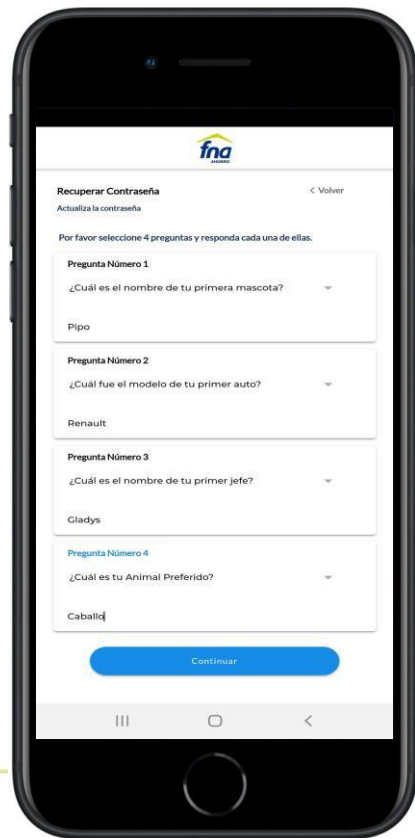 fna
AHORRO
Recuperar Contraseña
< Volver
Actualiza la contraseña
Por favor seleccione 4 preguntas y responda cada una de ellas.
Pregunta Número 1
¿Cuál es el nombre de tu primera mascota?
Pipo
Pregunta Número 2
¿Cuál fue el modelo de tu primer auto?
Renault
Pregunta Número 3
¿Cuál es el nombre de tu primer jefe?
Gladys
Pregunta Número 4
¿Cuál es tu Animal Preferido?
Caballo
Continuar